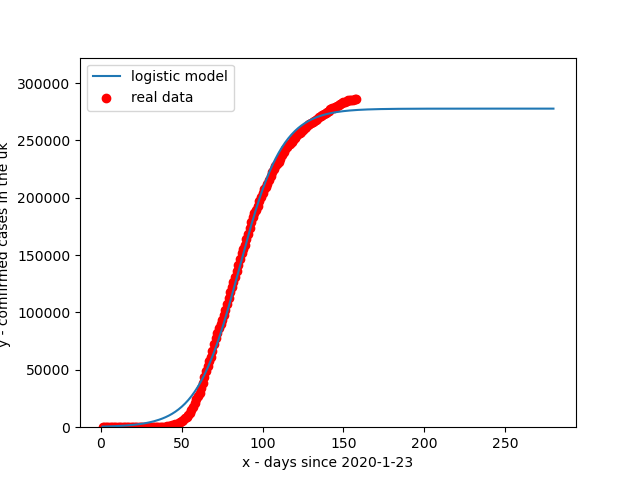 logistic model
real data
300000
250000
200000
150000
100000
50000
0
y - comfirmed cases in the uk
0 50 100 150 200 250
x - days since 2020-1-23